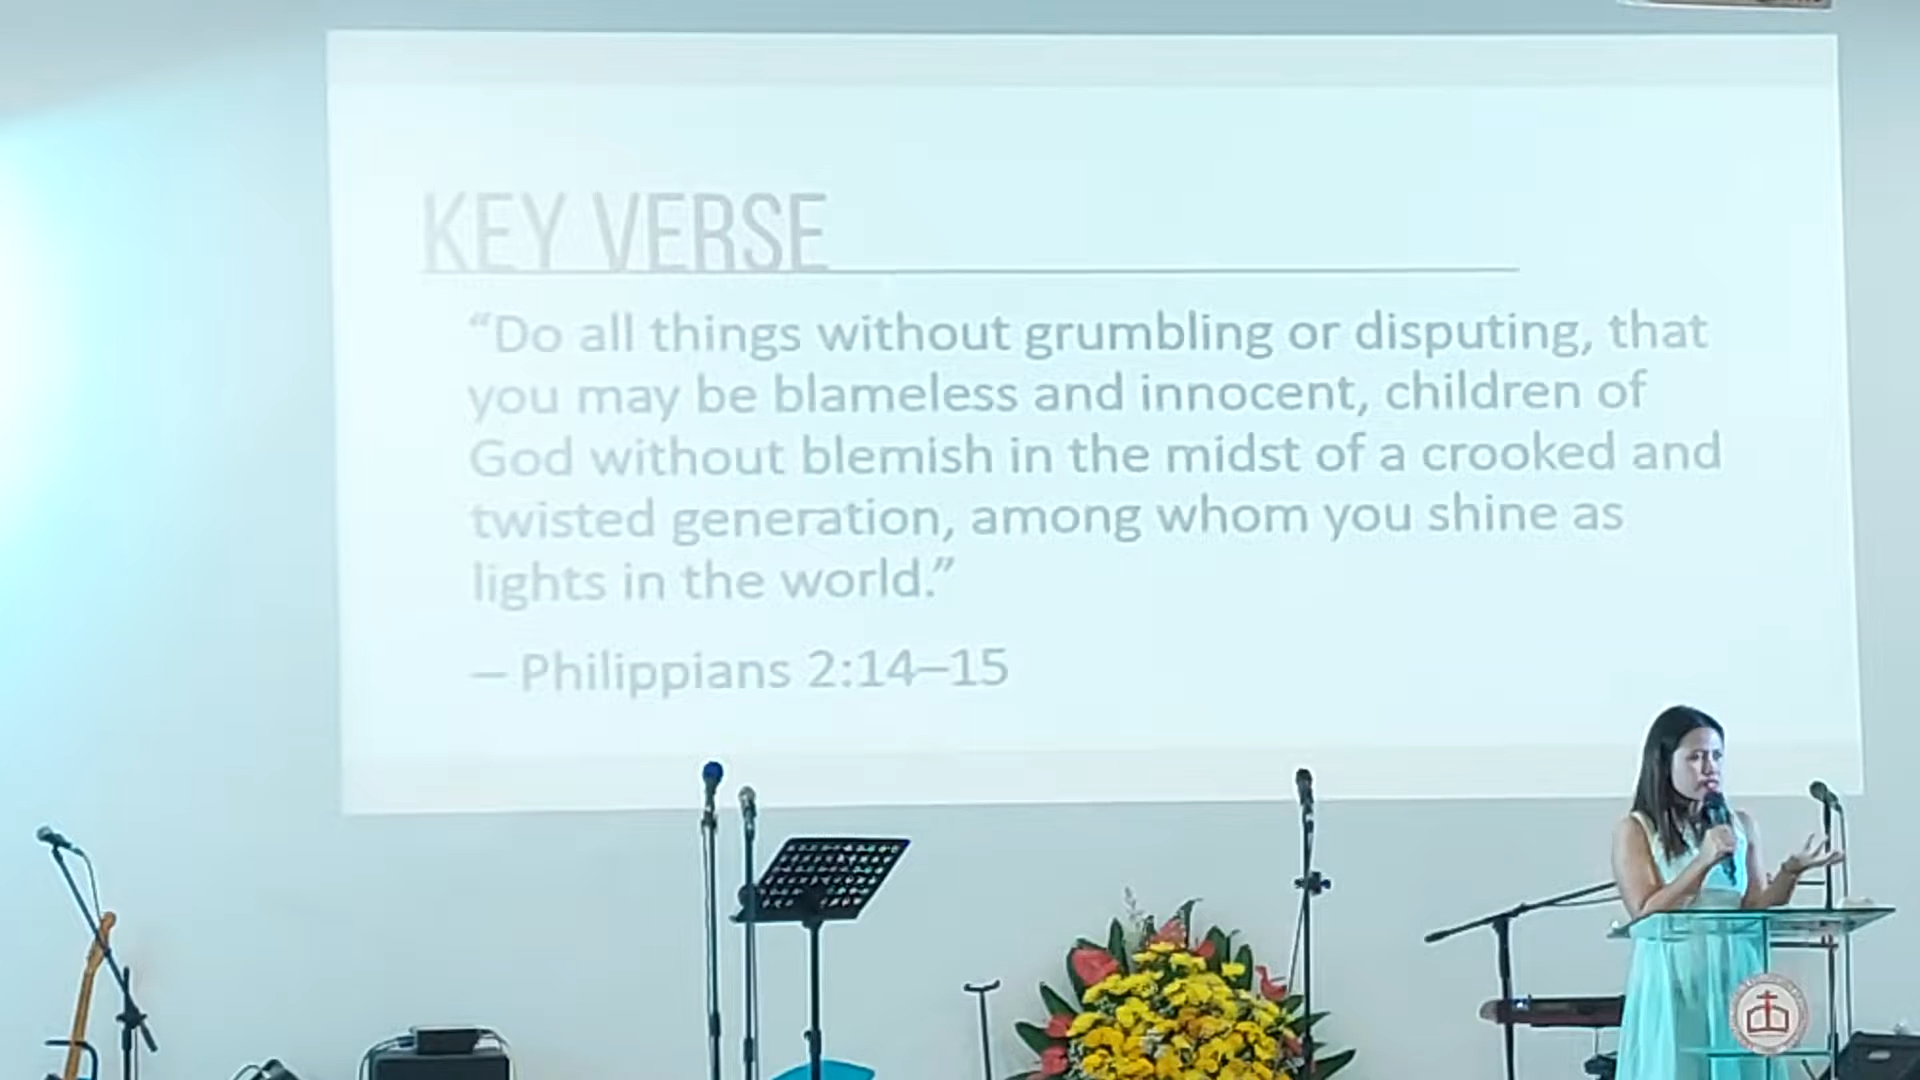 KEY VERSE
“Do all things without grumbling or disputing, that
you may be blameless and innocent, children of
God without blemish in the midst of a crooked and
twisted generation, among whom you shine as
lights in the world.”
– Philippians 2:14–15